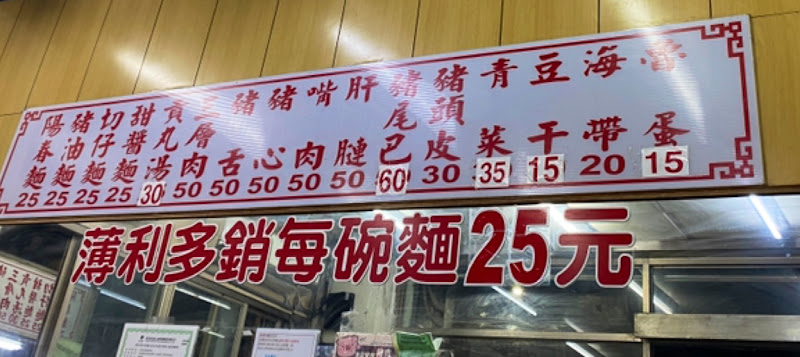 陽春麵 25
豬油麵 25
切仔麵 25
甜醬麵 25
貢丸湯 30
三層肉 50
豬舌 50
豬心 50
嘴肉 50
肝 50
豬尾巴 60
豬頭皮 30
青菜 35
豆干 15
海帶 20
魯蛋 15
薄利多銷每碗麵25元